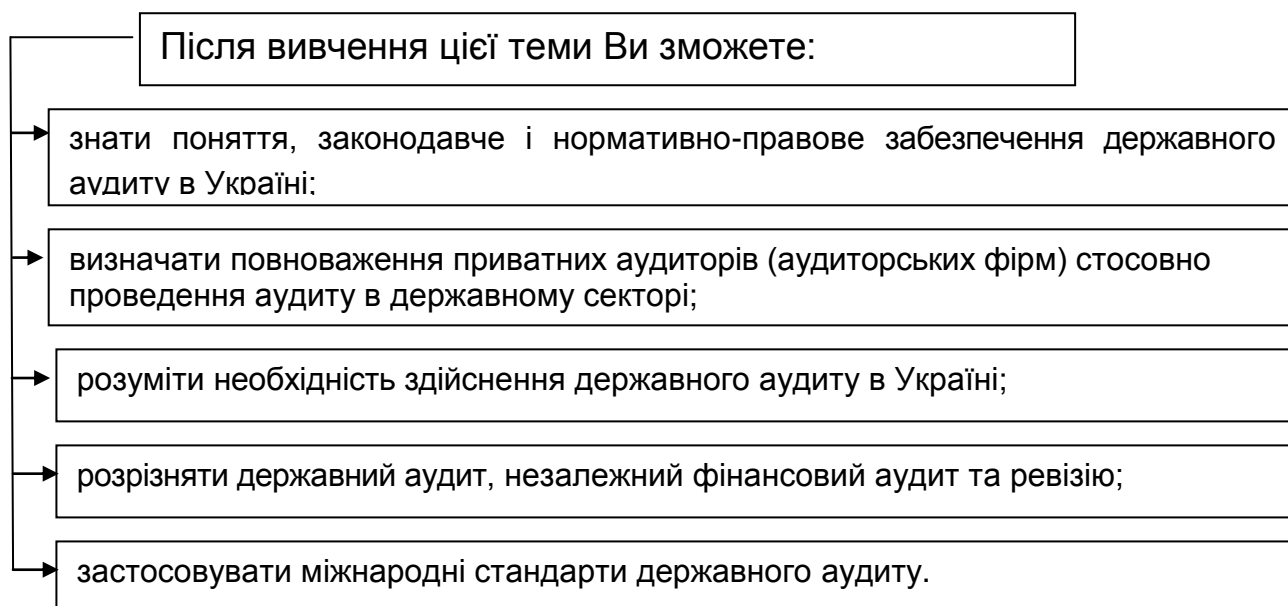 Після вивчення цієї теми Ви зможете:
знати поняття, законодавче і нормативно-правове забезпечення державного
аудиту в Україні;
визначати повноваження приватних аудиторів (аудиторських фірм) стосовно
проведення аудиту в державному секторі;
розуміти необхідність здійснення державного аудиту в Україні;
розрізняти державний аудит, незалежний фінансовий аудит та ревізію;
застосовувати міжнародні стандарти державного аудиту.